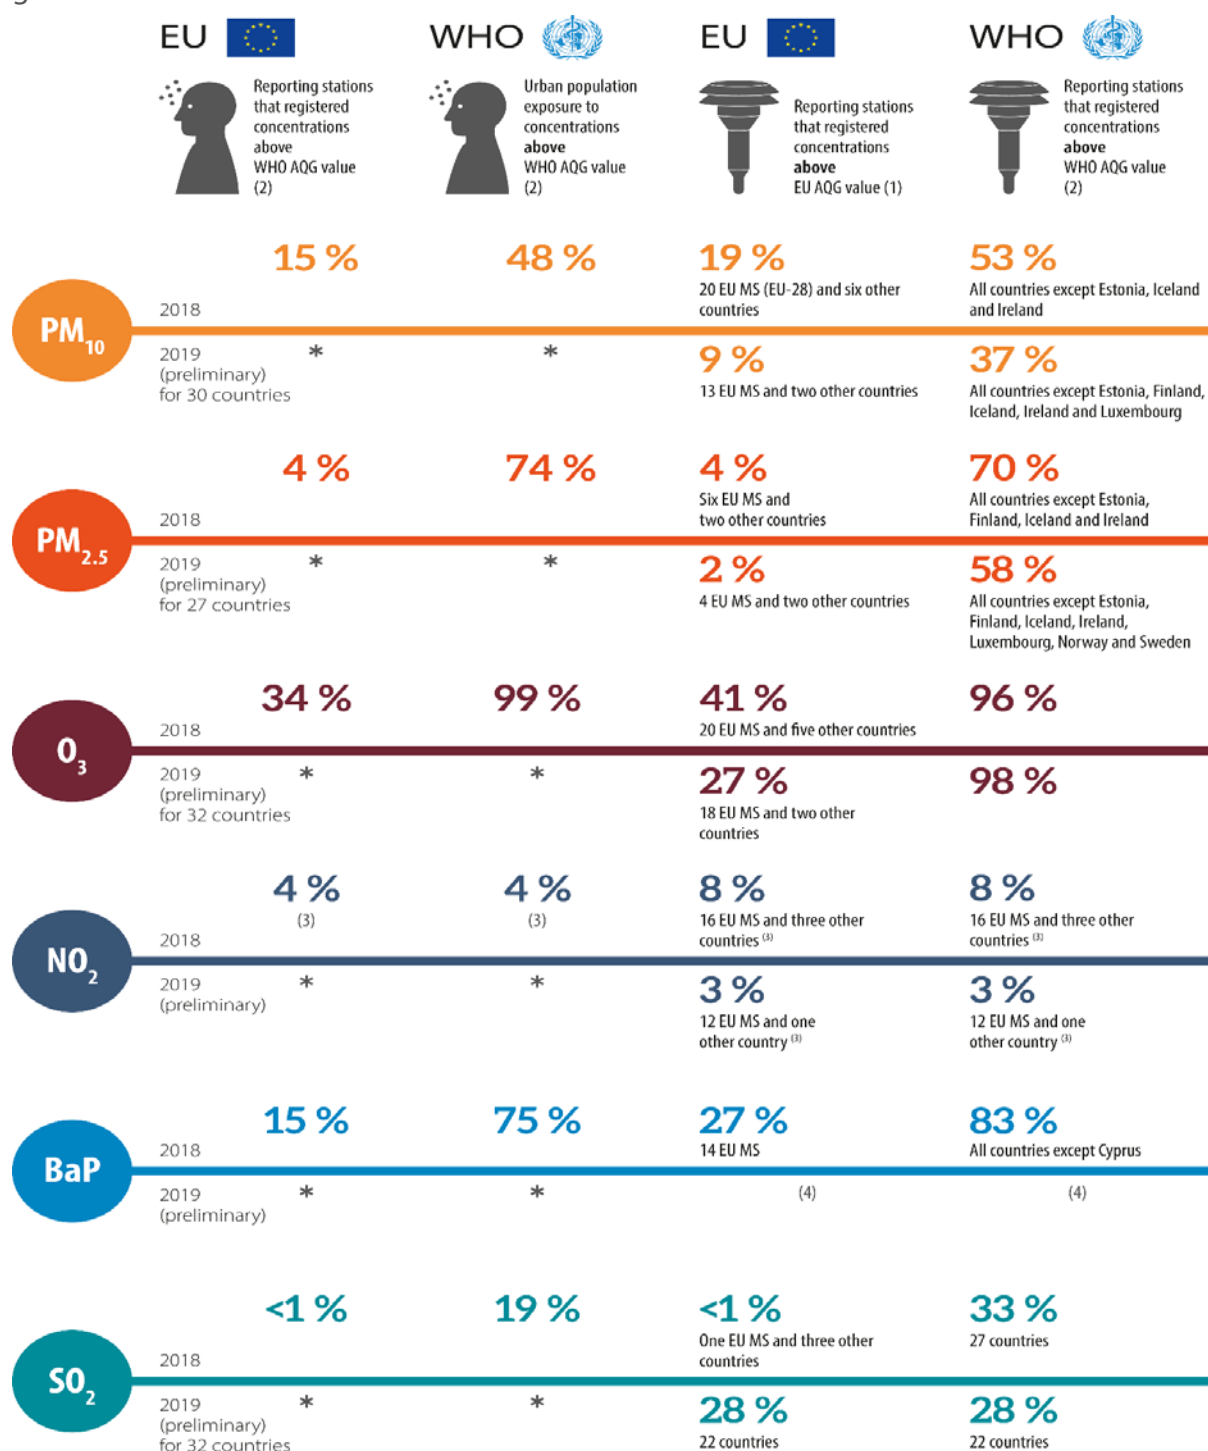 EU
WHO
EU
WHO
Reporting stations
that registered
concentrations
above
WHO AQG value
(2)
Urban population
exposure to
concentrations
above
WHO AQG value
(2)
Reporting stations
that registered
concentrations
above
EU AQG value (1)
Reporting stations
that registered
concentrations
above
WHO AQG value
(2)
PM10
2018
15 %
48 %
19 %
20 EU MS (EU-28) and six other
countries
53 %
All countries except Estonia, Iceland
and Ireland
2019
(preliminary)
for 30 countries
*
*
9 %
13 EU MS and two other countries
37 %
All countries except Estonia, Finland,
Iceland, Ireland and Luxembourg
PM2.5
2018
4 %
74 %
4 %
Six EU MS and
two other countries
70 %
All countries except Estonia,
Finland, Iceland and Ireland
2019
(preliminary)
for 27 countries
*
*
2 %
4 EU MS and two other countries
58 %
All countries except Estonia,
Finland, Iceland, Ireland,
Luxembourg, Norway and Sweden
O3
2018
34 %
99 %
41 %
20 EU MS and five other countries
96 %
2019
(preliminary)
for 32 countries
*
*
27 %
18 EU MS and two other
countries
98 %
NO2
2018
4 %
(3)
4 %
(3)
8 %
16 EU MS and three other
countries (3)
8 %
16 EU MS and three other
countries (3)
2019
(preliminary)
*
*
3 %
12 EU MS and one
other country (3)
3 %
12 EU MS and one
other country (3)
BaP
2018
15 %
75 %
27 %
14 EU MS
83 %
All countries except Cyprus
2019
(preliminary)
*
*
(4)
(4)
SO2
2018
<1 %
19 %
<1 %
One EU MS and three other
countries
33 %
27 countries
2019
(preliminary)
for 32 countries
*
*
28 %
22 countries
28 %
22 countries